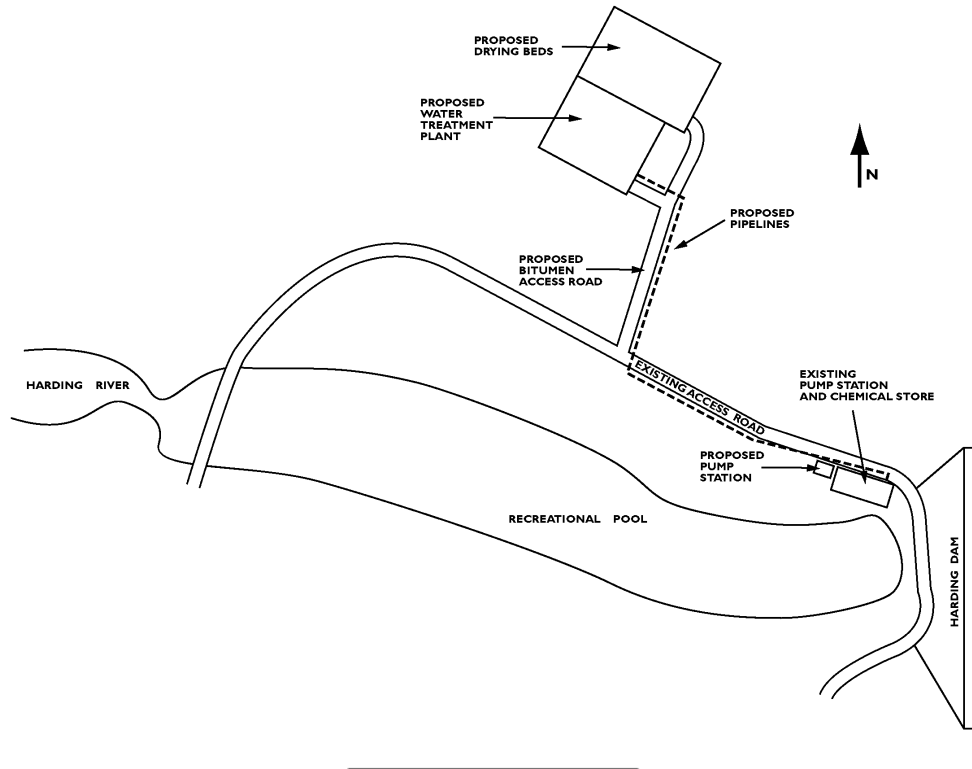 PROPOSED
DRYING BEDS
PROPOSED
WATER
TREATMENT
PLANT
N
PROPOSED
PIPELINES
PROPOSED
BITUMEN
ACCESS ROAD
HARDING RIVER
EXISTING ACCESS ROAD
EXISTING
PUMP STATION
AND CHEMICAL STORE
PROPOSED
PUMP
STATION
RECREATIONAL POOL
HARDING DAM